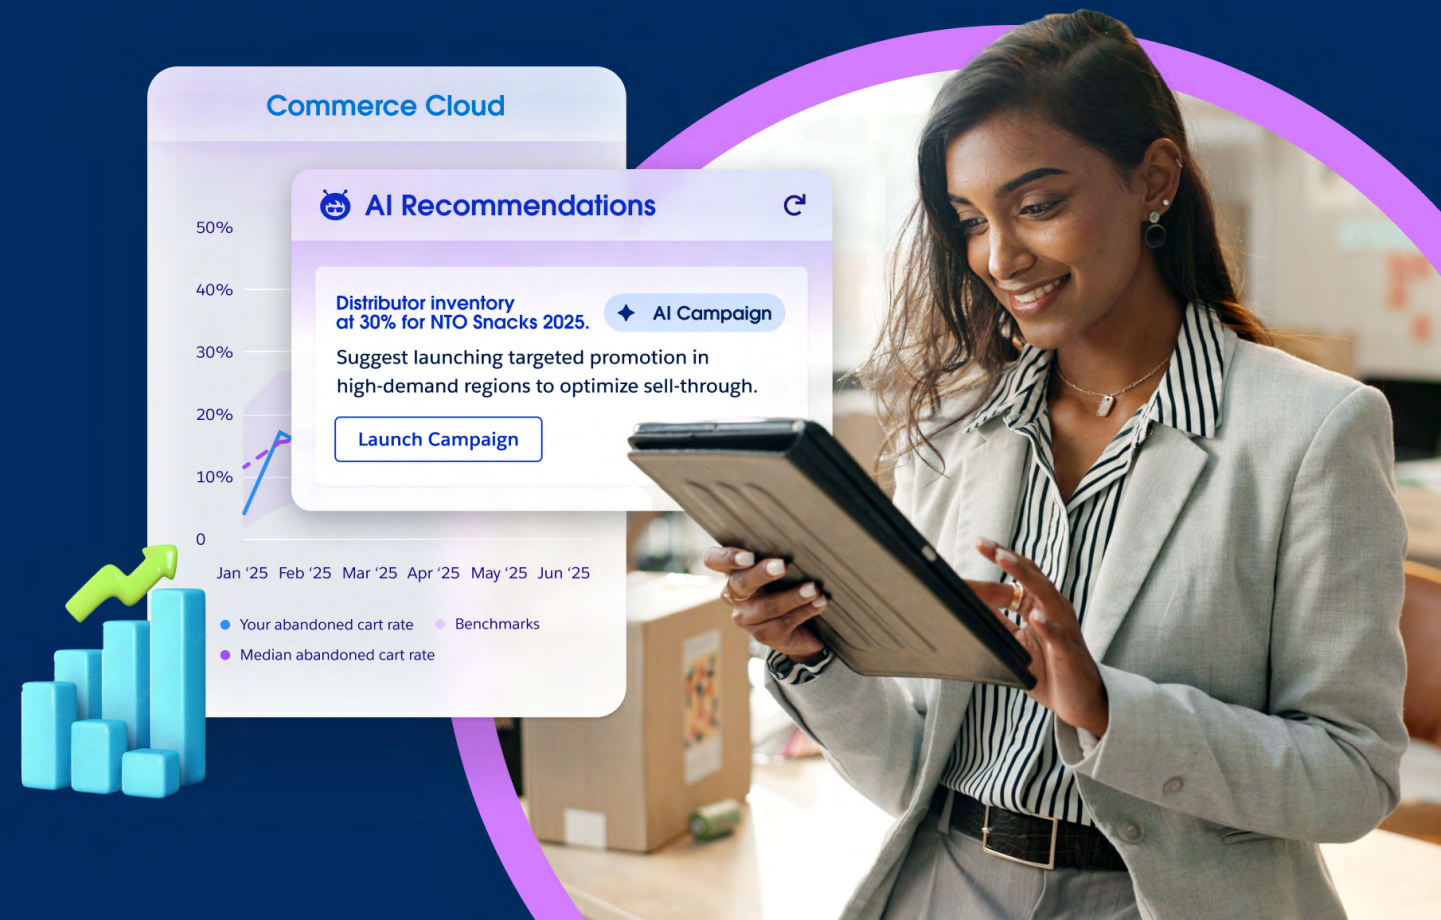 Commerce Cloud
AI Recommendations
50%
40%
30%
20%
10%
0
Distributor inventory
at 30% for NTO Snacks 2025.
AI Campaign
Suggest launching targeted promotion in
high-demand regions to optimize sell-through.
Launch Campaign
Jan ‘25 Feb ‘25 Mar ‘25 Apr ‘25 May ‘25 Jun ‘25
Your abandoned cart rate
Benchmarks
Median abandoned cart rate